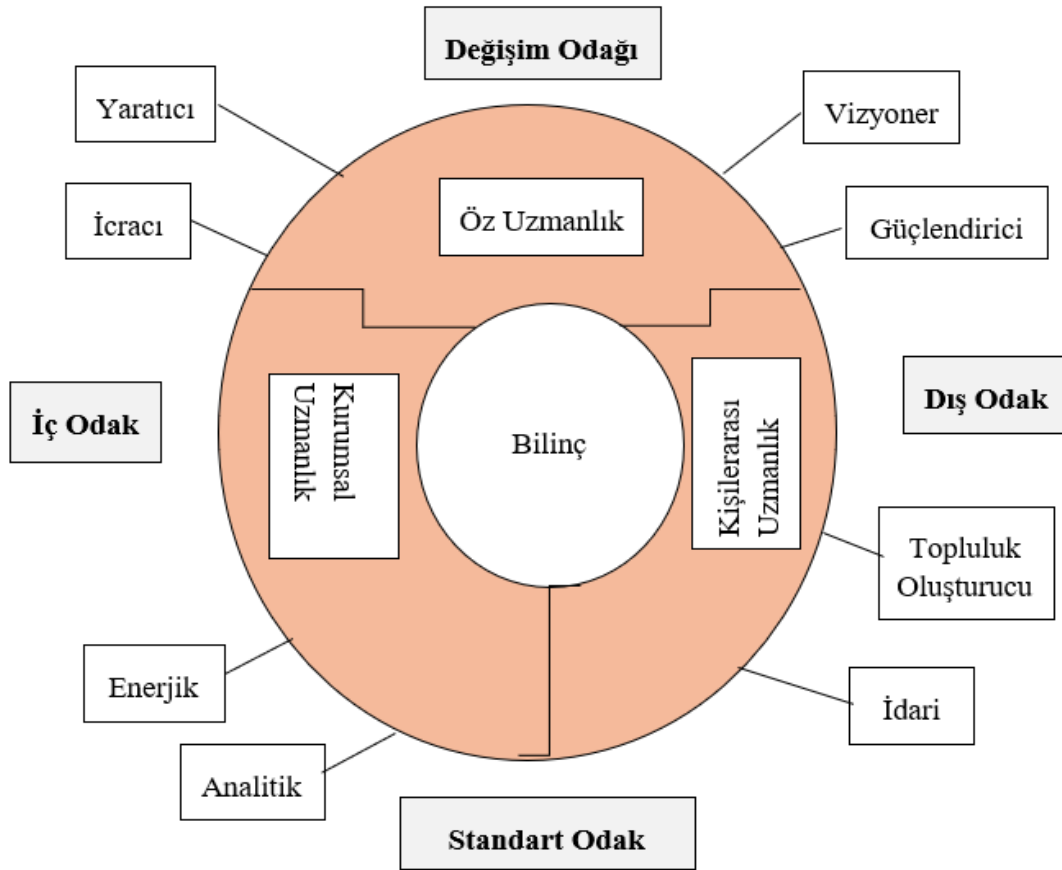 Değişim Odağı
Yaratıcı
Vizyoner
İcracı
Öz Uzmanlık
Güçlendirici
İç Odak
Kurumsal
Uzmanlık
Bilinç
Kişilerarası
Uzmanlık
Dış Odak
Topluluk
Oluşturucu
Enerjik
İdari
Analitik
Standart Odak